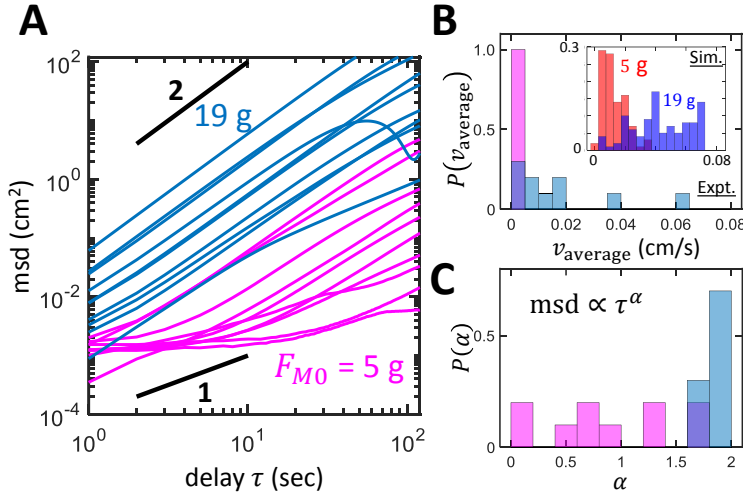 A
10²
10⁰
10⁻²
10⁻⁴
msd (cm²)
2
19 g
F_M0 = 5 g
1
10⁰
10¹
10²
delay τ (sec)
B
1.0
0.5
0
P(v_average)
0.3
0
Sim.
5 g
19 g
0
0.08
Expt.
0
0.02
0.04
0.06
0.08
v_average (cm/s)
C
msd ∝ τ^α
0.5
0
P(α)
0
0.5
1
1.5
2
α